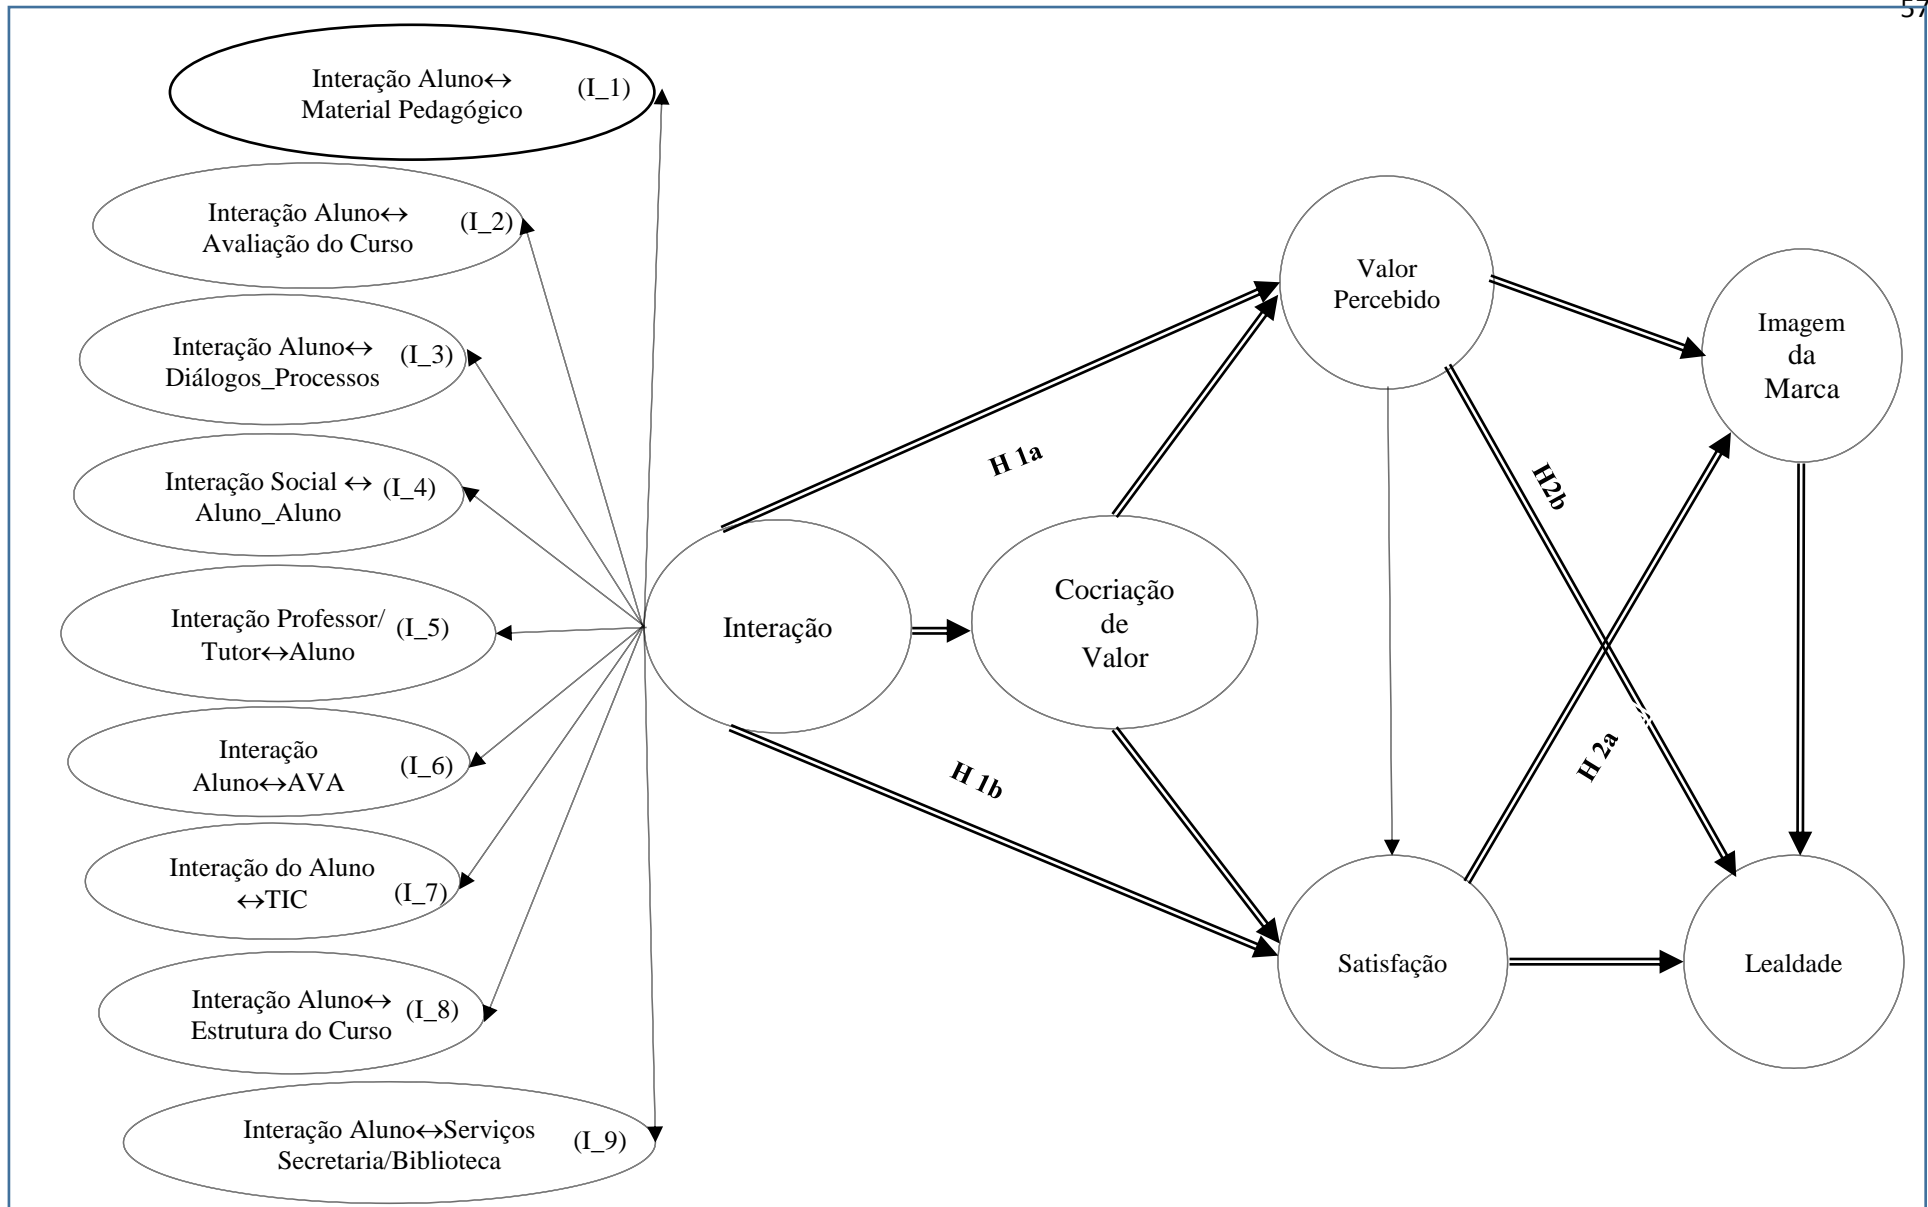 57
Interação Aluno↔ (I_1)
Material Pedagógico
Interação Aluno↔ (I_2)
Avaliação do Curso
Interação Aluno↔ (I_3)
Diálogos_Processos
Interação Social ↔ (I_4)
Aluno_Aluno
Interação Professor/ (I_5)
Tutor↔Aluno
Interação (I_6)
Aluno↔AVA
Interação do Aluno
↔TIC (I_7)
Interação Aluno↔ (I_8)
Estrutura do Curso
Interação Aluno↔Serviços (I_9)
Secretaria/Biblioteca
Interação
Cocriação
de
Valor
H 1a
H 1b
Valor
Percebido
Satisfação
H2b
H 2a
Imagem
da
Marca
Lealdade